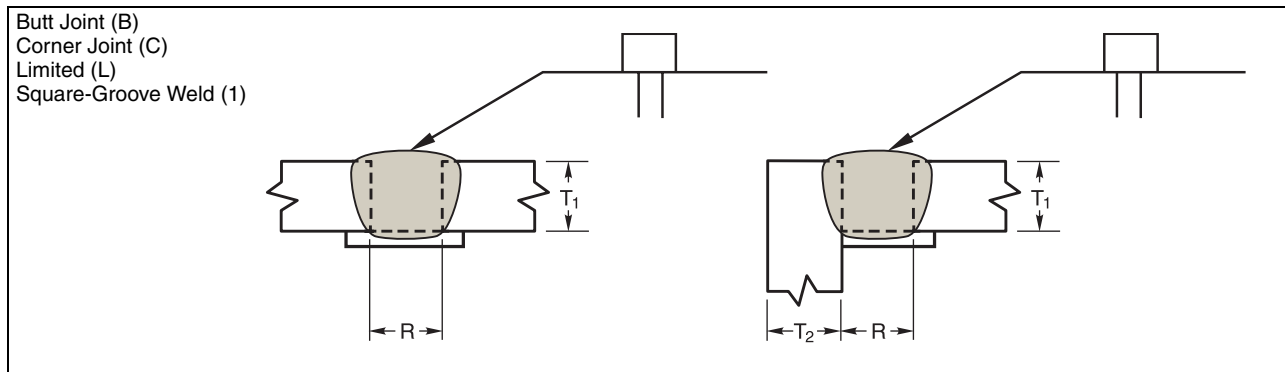 Butt Joint (B)
Corner Joint (C)
Limited (L)
Square-Groove Weld (1)
T₁
R
T₁
T₂
R